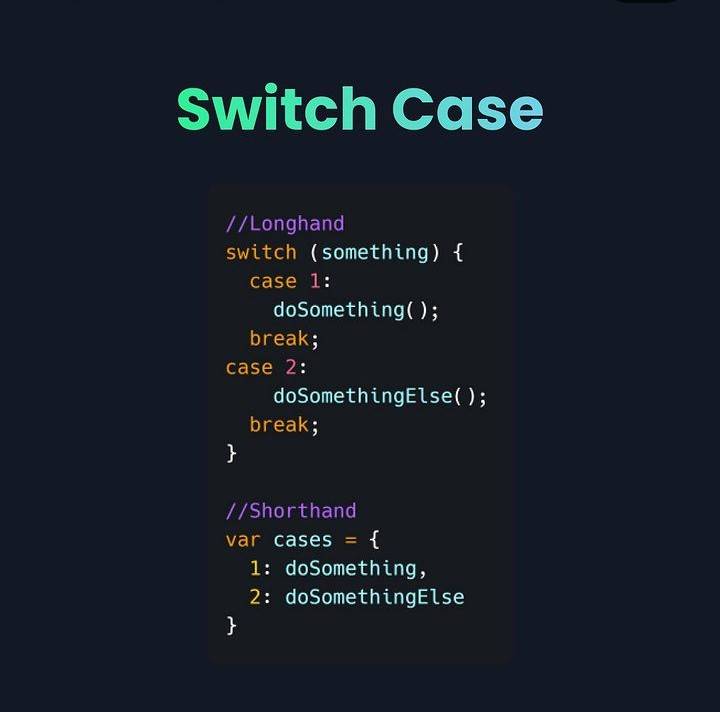 Switch Case
//Longhand
switch (something) {
  case 1:
    doSomething();
  break;
case 2:
    doSomethingElse();
  break;
}
//Shorthand
var cases = {
  1: doSomething,
  2: doSomethingElse
}